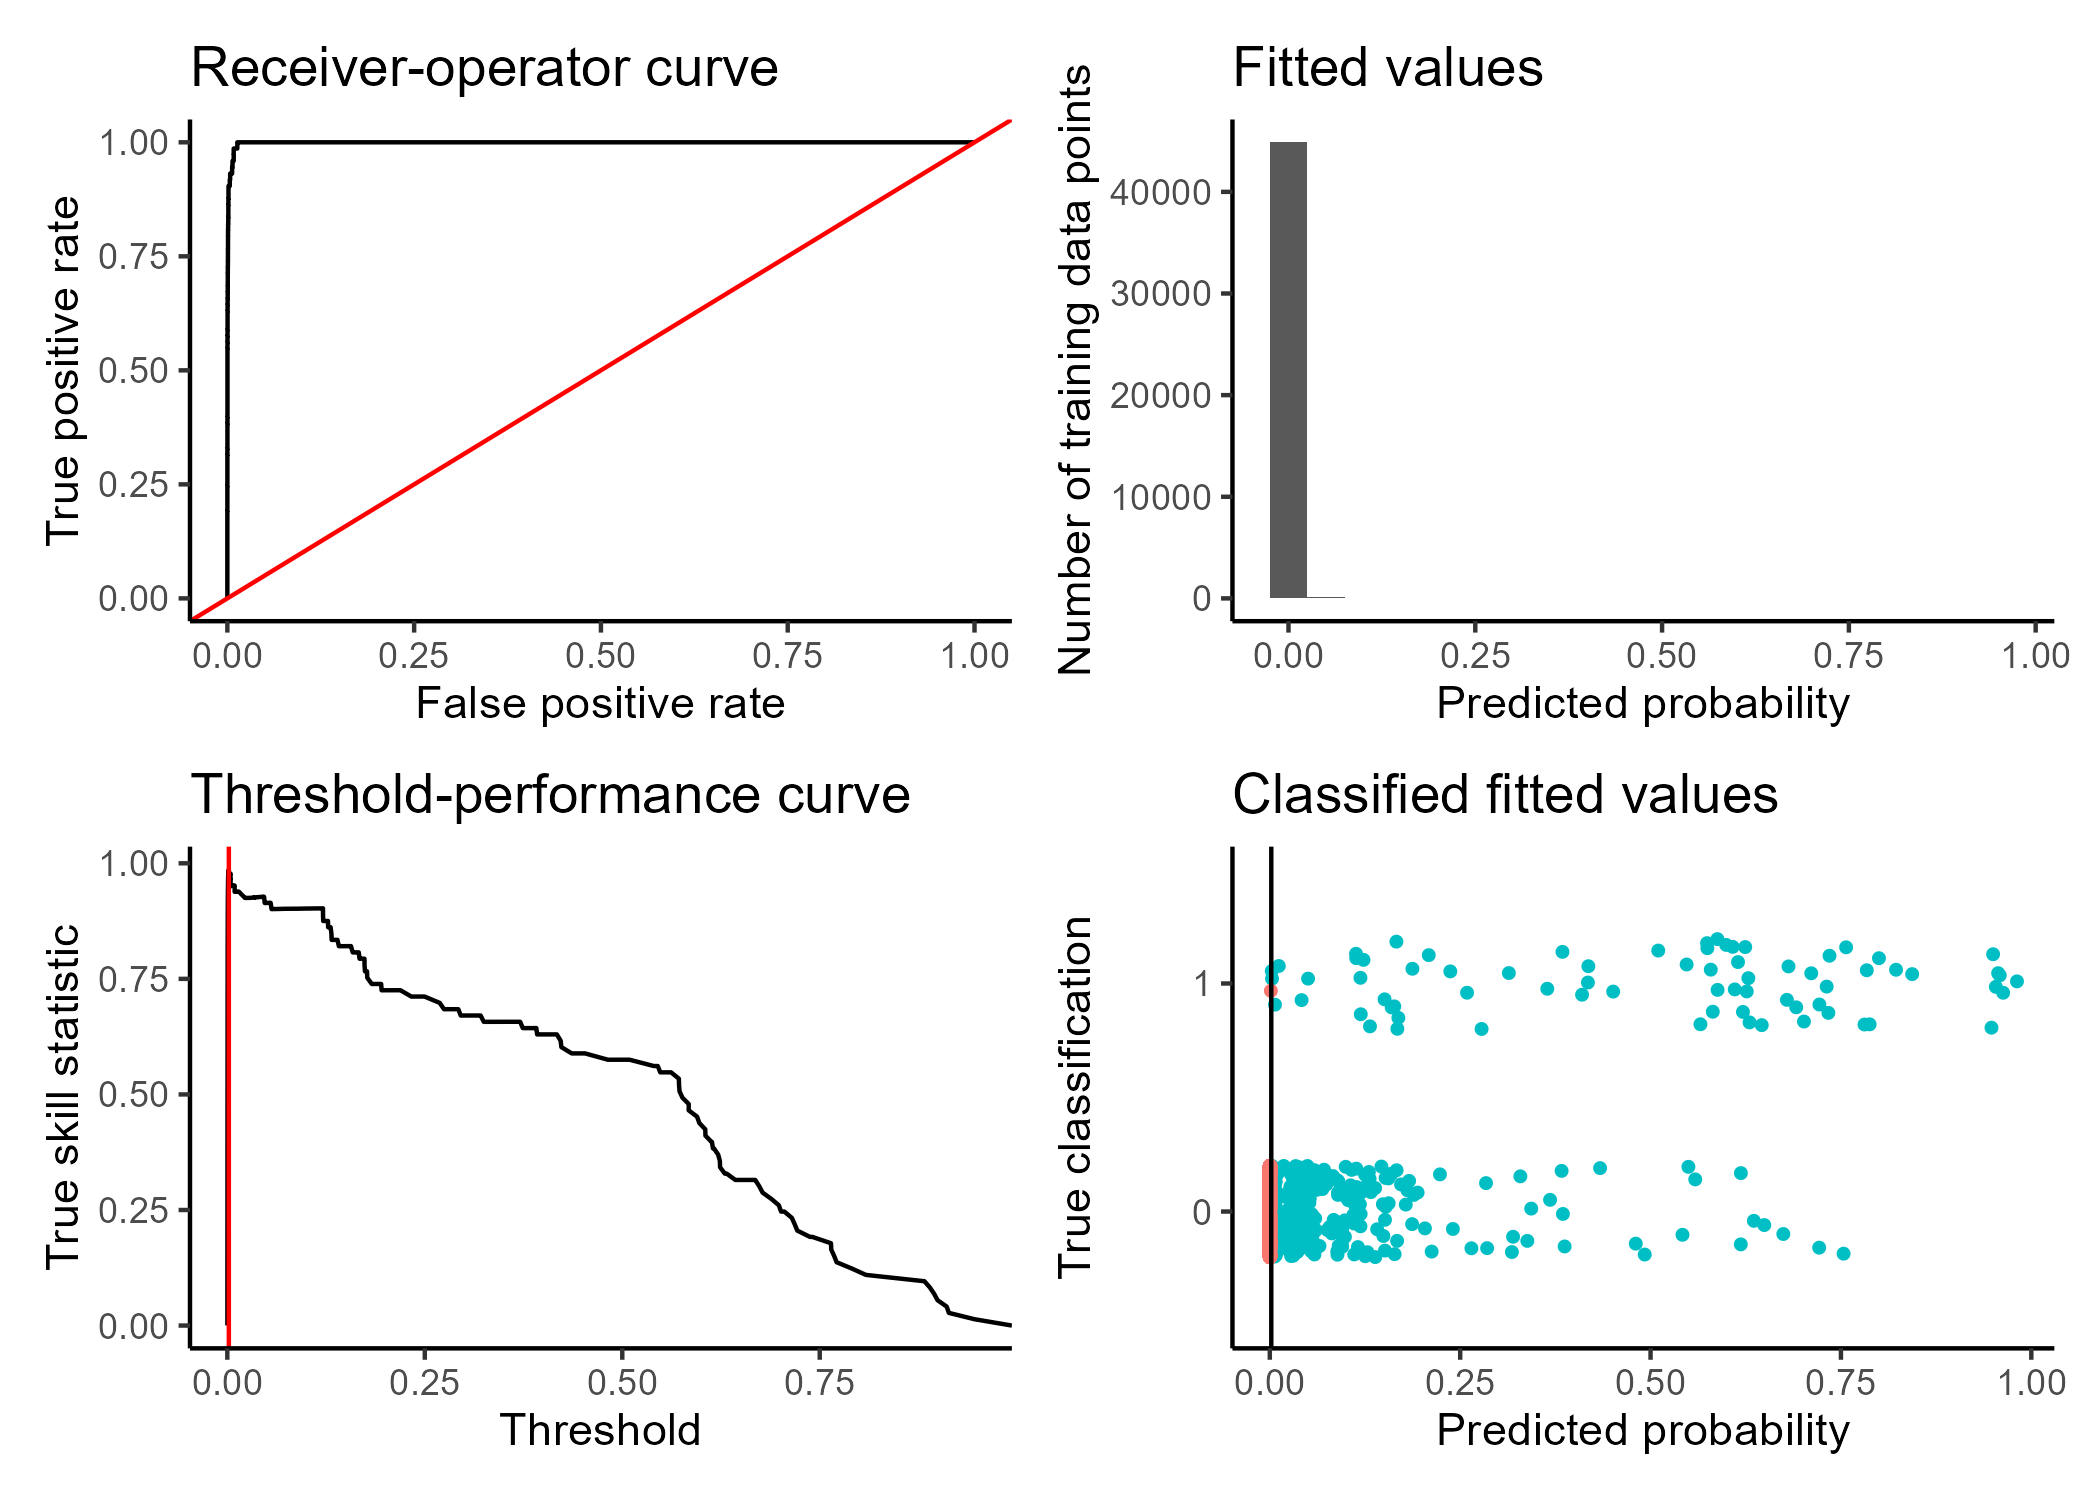 Receiver-operator curve
True positive rate
1.00
0.75
0.50
0.25
0.00
0.00 0.25 0.50 0.75 1.00
False positive rate
Fitted values
Number of training data points
40000
30000
20000
10000
0
0.00 0.25 0.50 0.75 1.00
Predicted probability
Threshold-performance curve
True skill statistic
1.00
0.75
0.50
0.25
0.00
0.00 0.25 0.50 0.75
Threshold
Classified fitted values
True classification
1
0
0.00 0.25 0.50 0.75 1.00
Predicted probability